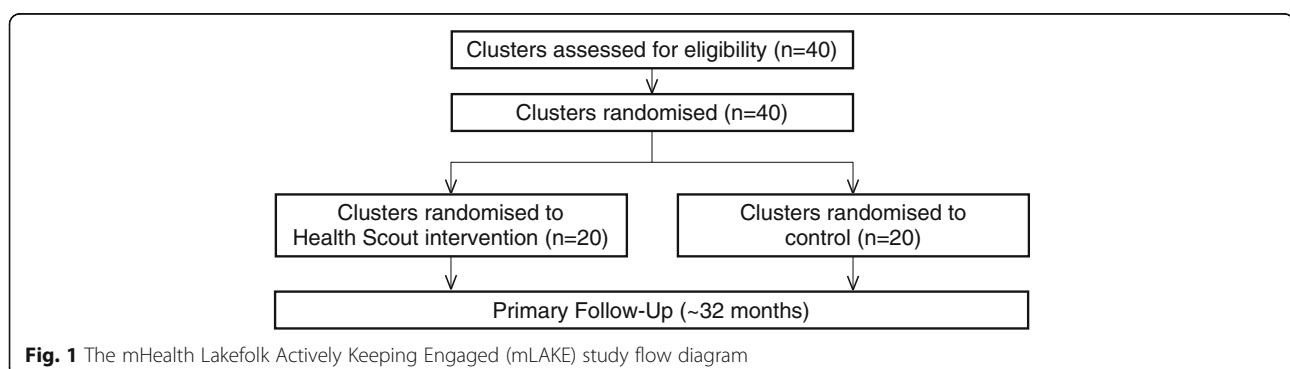 Clusters assessed for eligibility (n=40)
Clusters randomised (n=40)
Clusters randomised to
Health Scout intervention (n=20)
Clusters randomised to
control (n=20)
Primary Follow-Up (~32 months)
Fig. 1 The mHealth Lakefolk Actively Keeping Engaged (mLAKE) study flow diagram